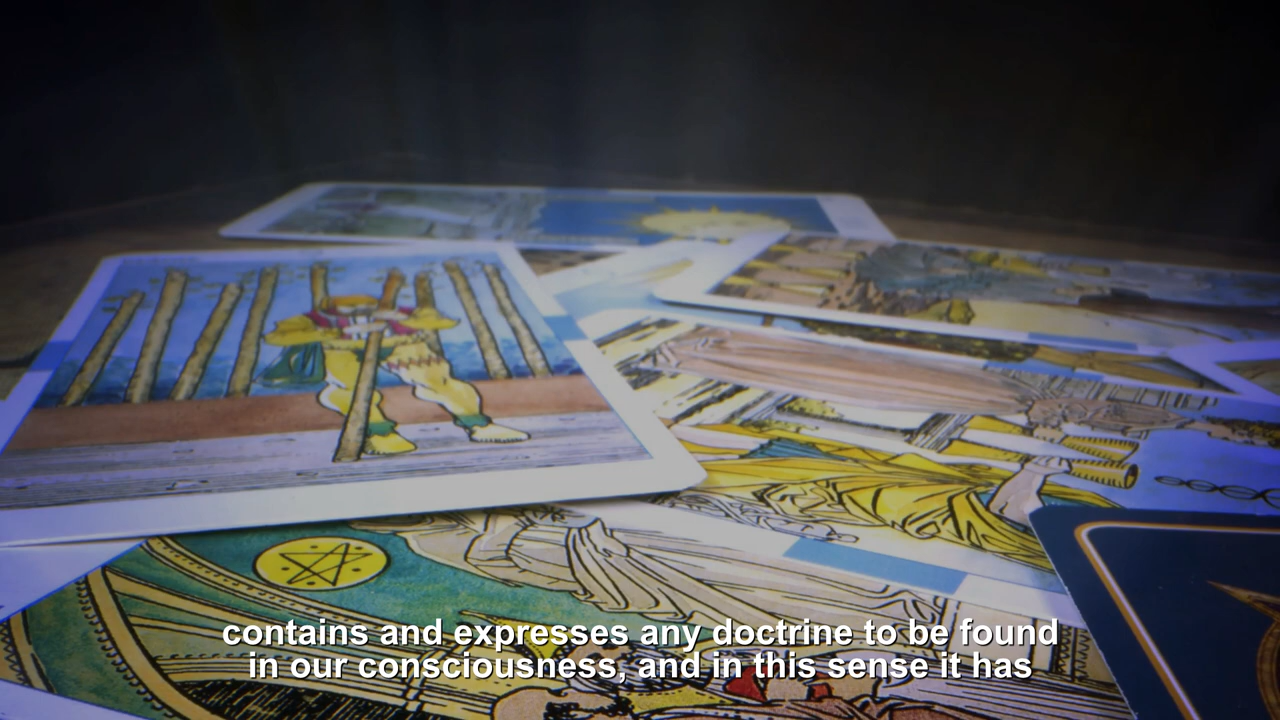 contains and expresses any doctrine to be found
in our consciousness, and in this sense it has